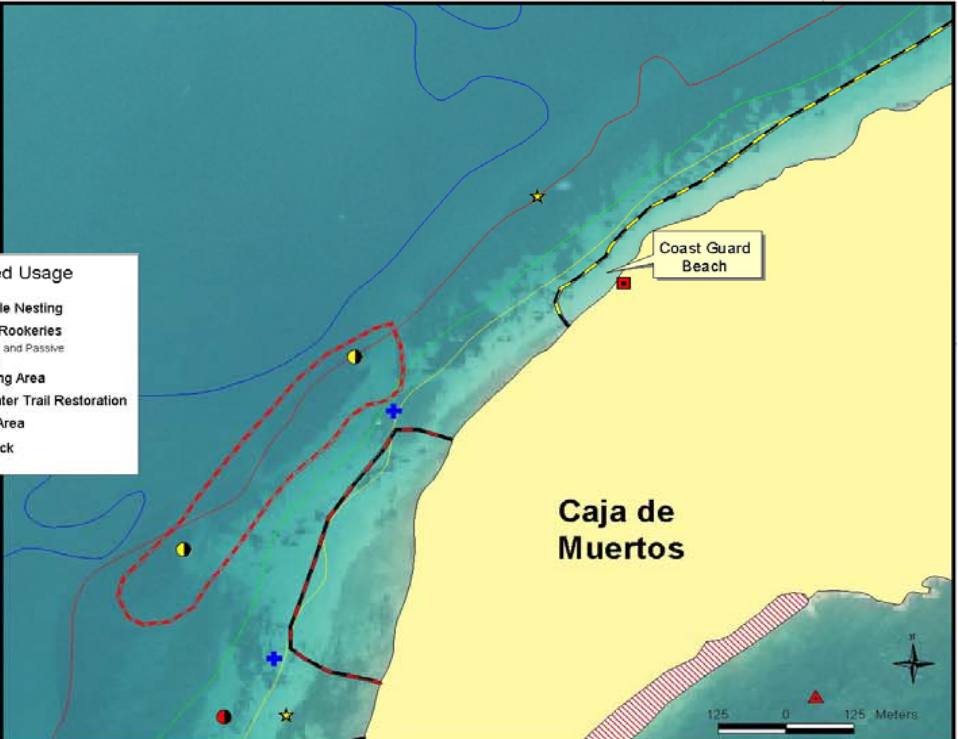 ed Usage
le Nesting
Rookeries
and Passive
ng Area
ter Trail Restoration
Area
ck
Coast Guard
Beach
Caja de
Muertos
N
125 0 125 Meters